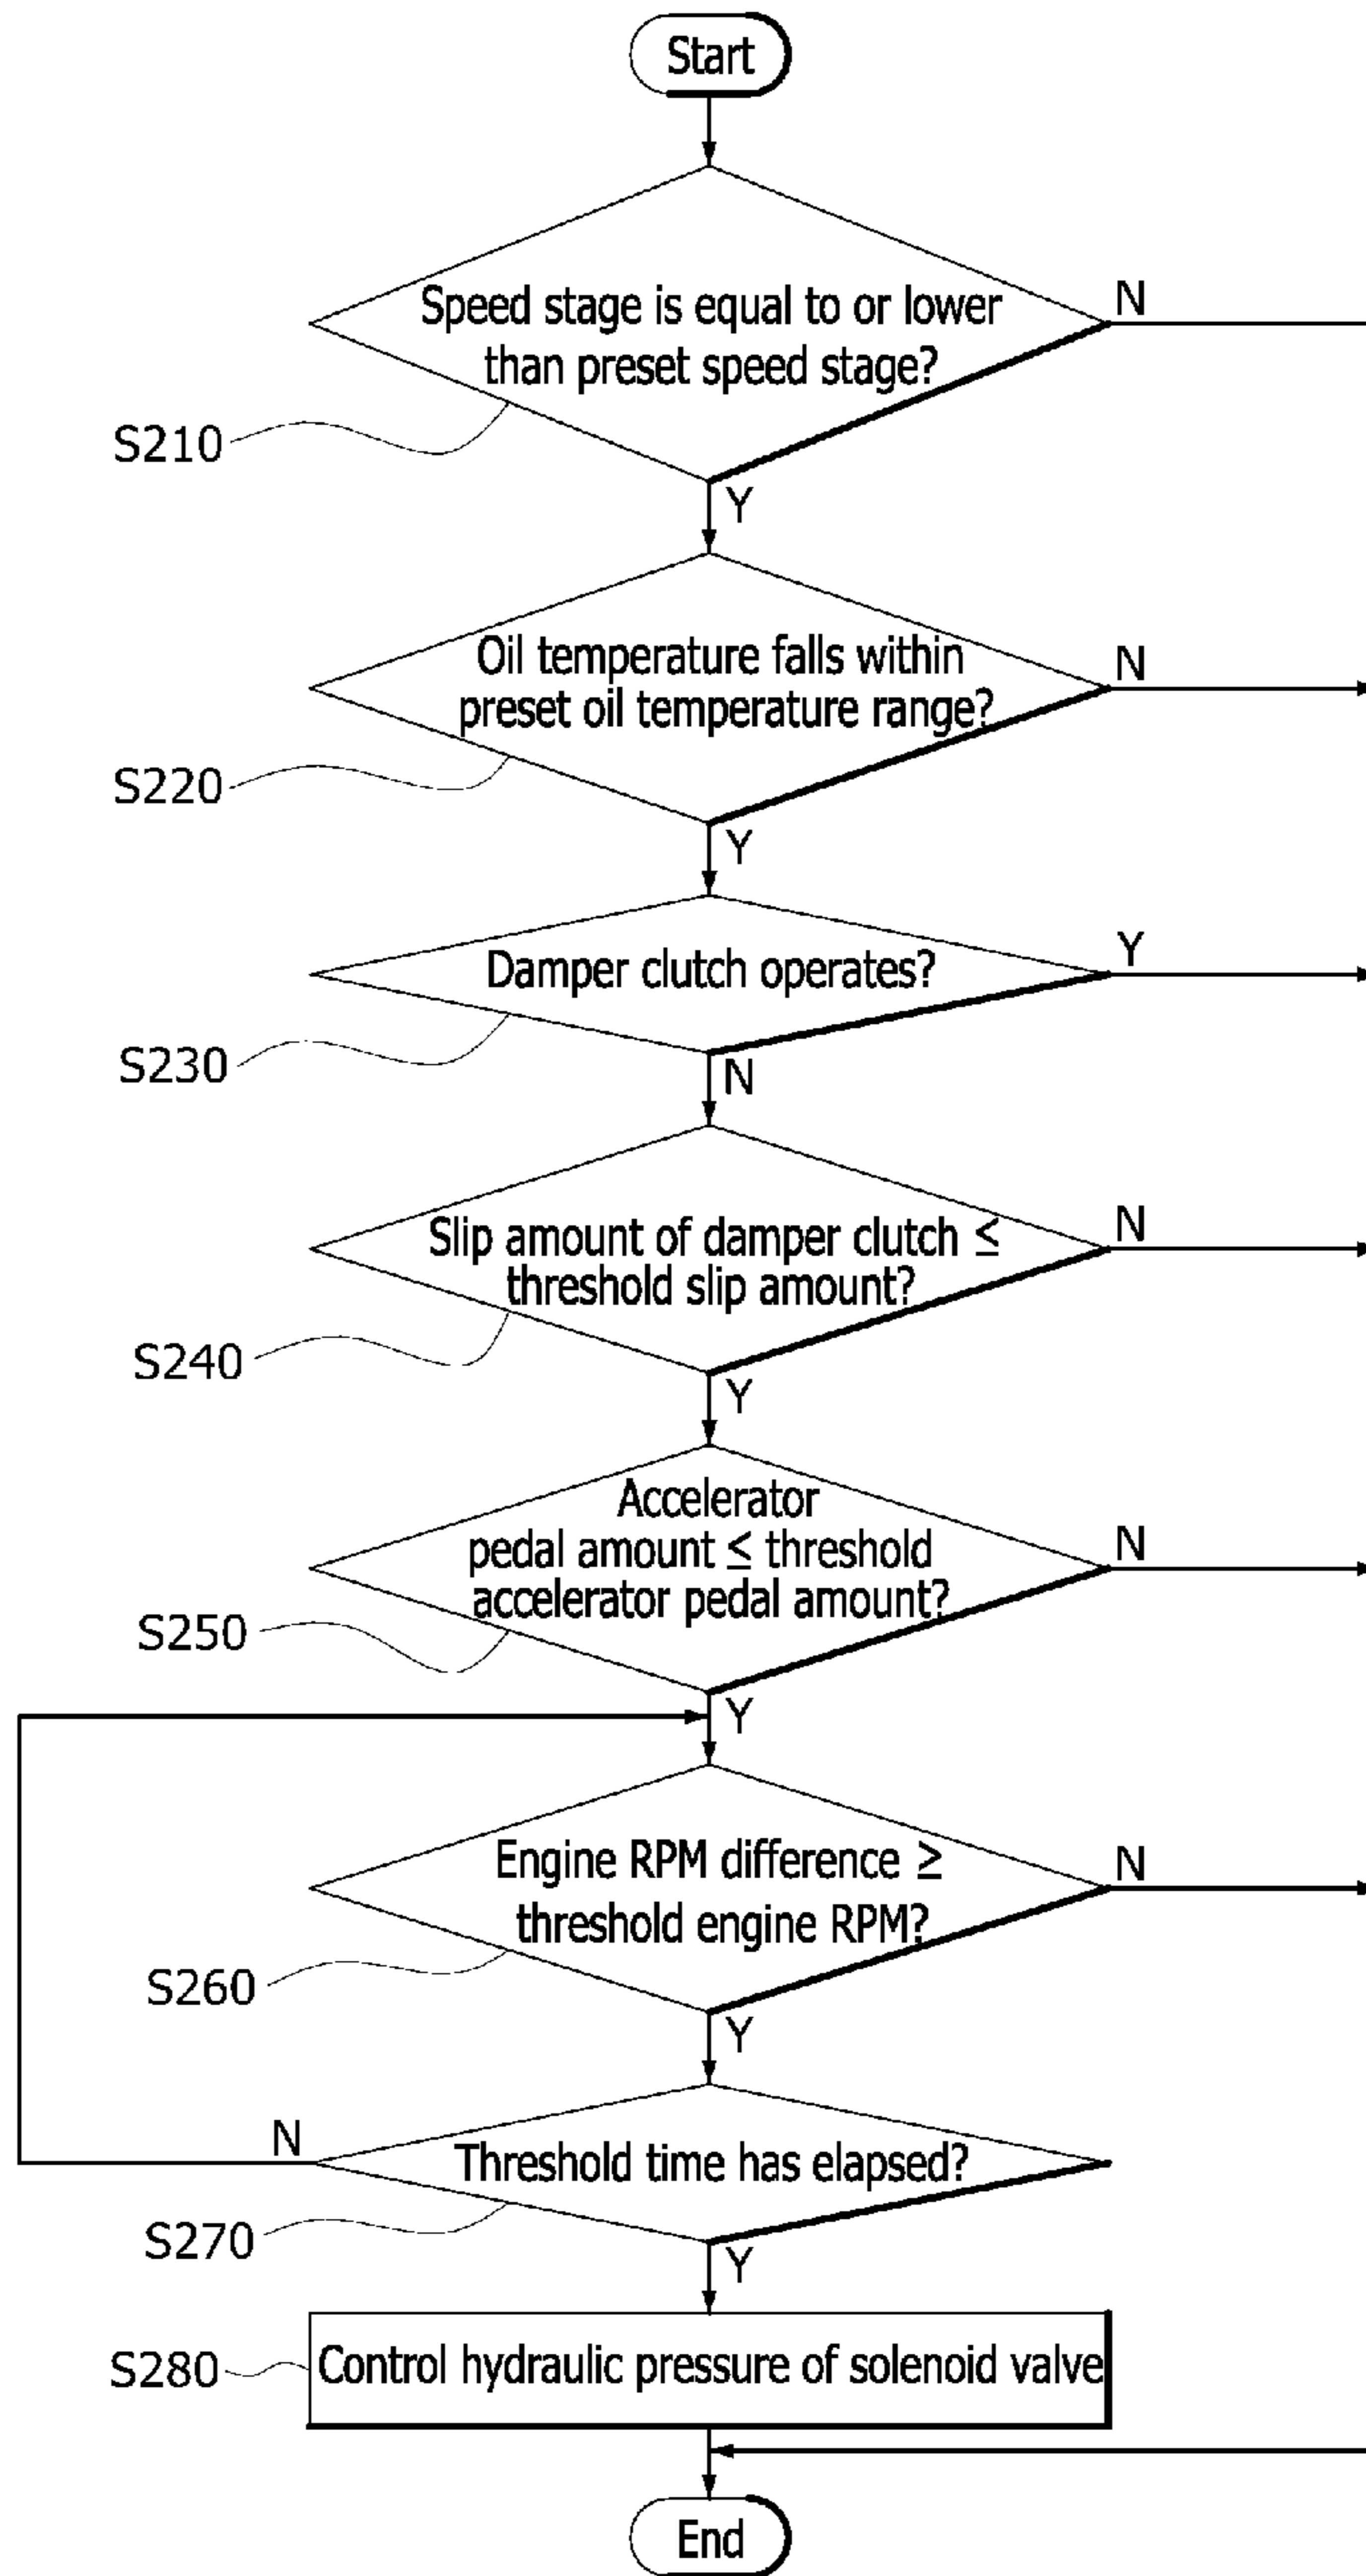 Start
Speed stage is equal to or lower
than preset speed stage?
N
S210
Y
Oil temperature falls within
preset oil temperature range?
N
S220
Y
Damper clutch operates?
Y
S230
N
Slip amount of damper clutch ≤
threshold slip amount?
N
S240
Y
Accelerator
pedal amount ≤ threshold
accelerator pedal amount?
N
S250
Y
Engine RPM difference ≥
threshold engine RPM?
N
S260
Y
N
Threshold time has elapsed?
S270
Y
Control hydraulic pressure of solenoid valve
S280
End